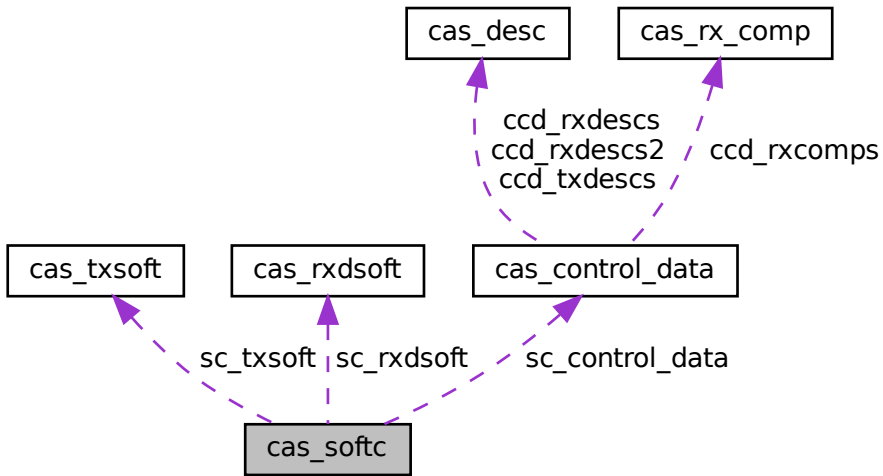 cas_desc
cas_rx_comp
ccd_rxdescs
ccd_rxdescs2
ccd_txdescs
ccd_rxcomps
cas_txsoft
cas_rxdsoft
cas_control_data
sc_txsoft
sc_rxdsoft
sc_control_data
cas_softc